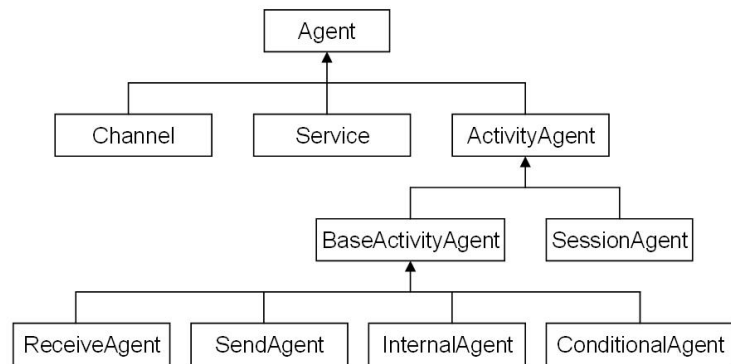 Agent
Channel
Service
ActivityAgent
BaseActivityAgent
SessionAgent
ReceiveAgent
SendAgent
InternalAgent
ConditionalAgent